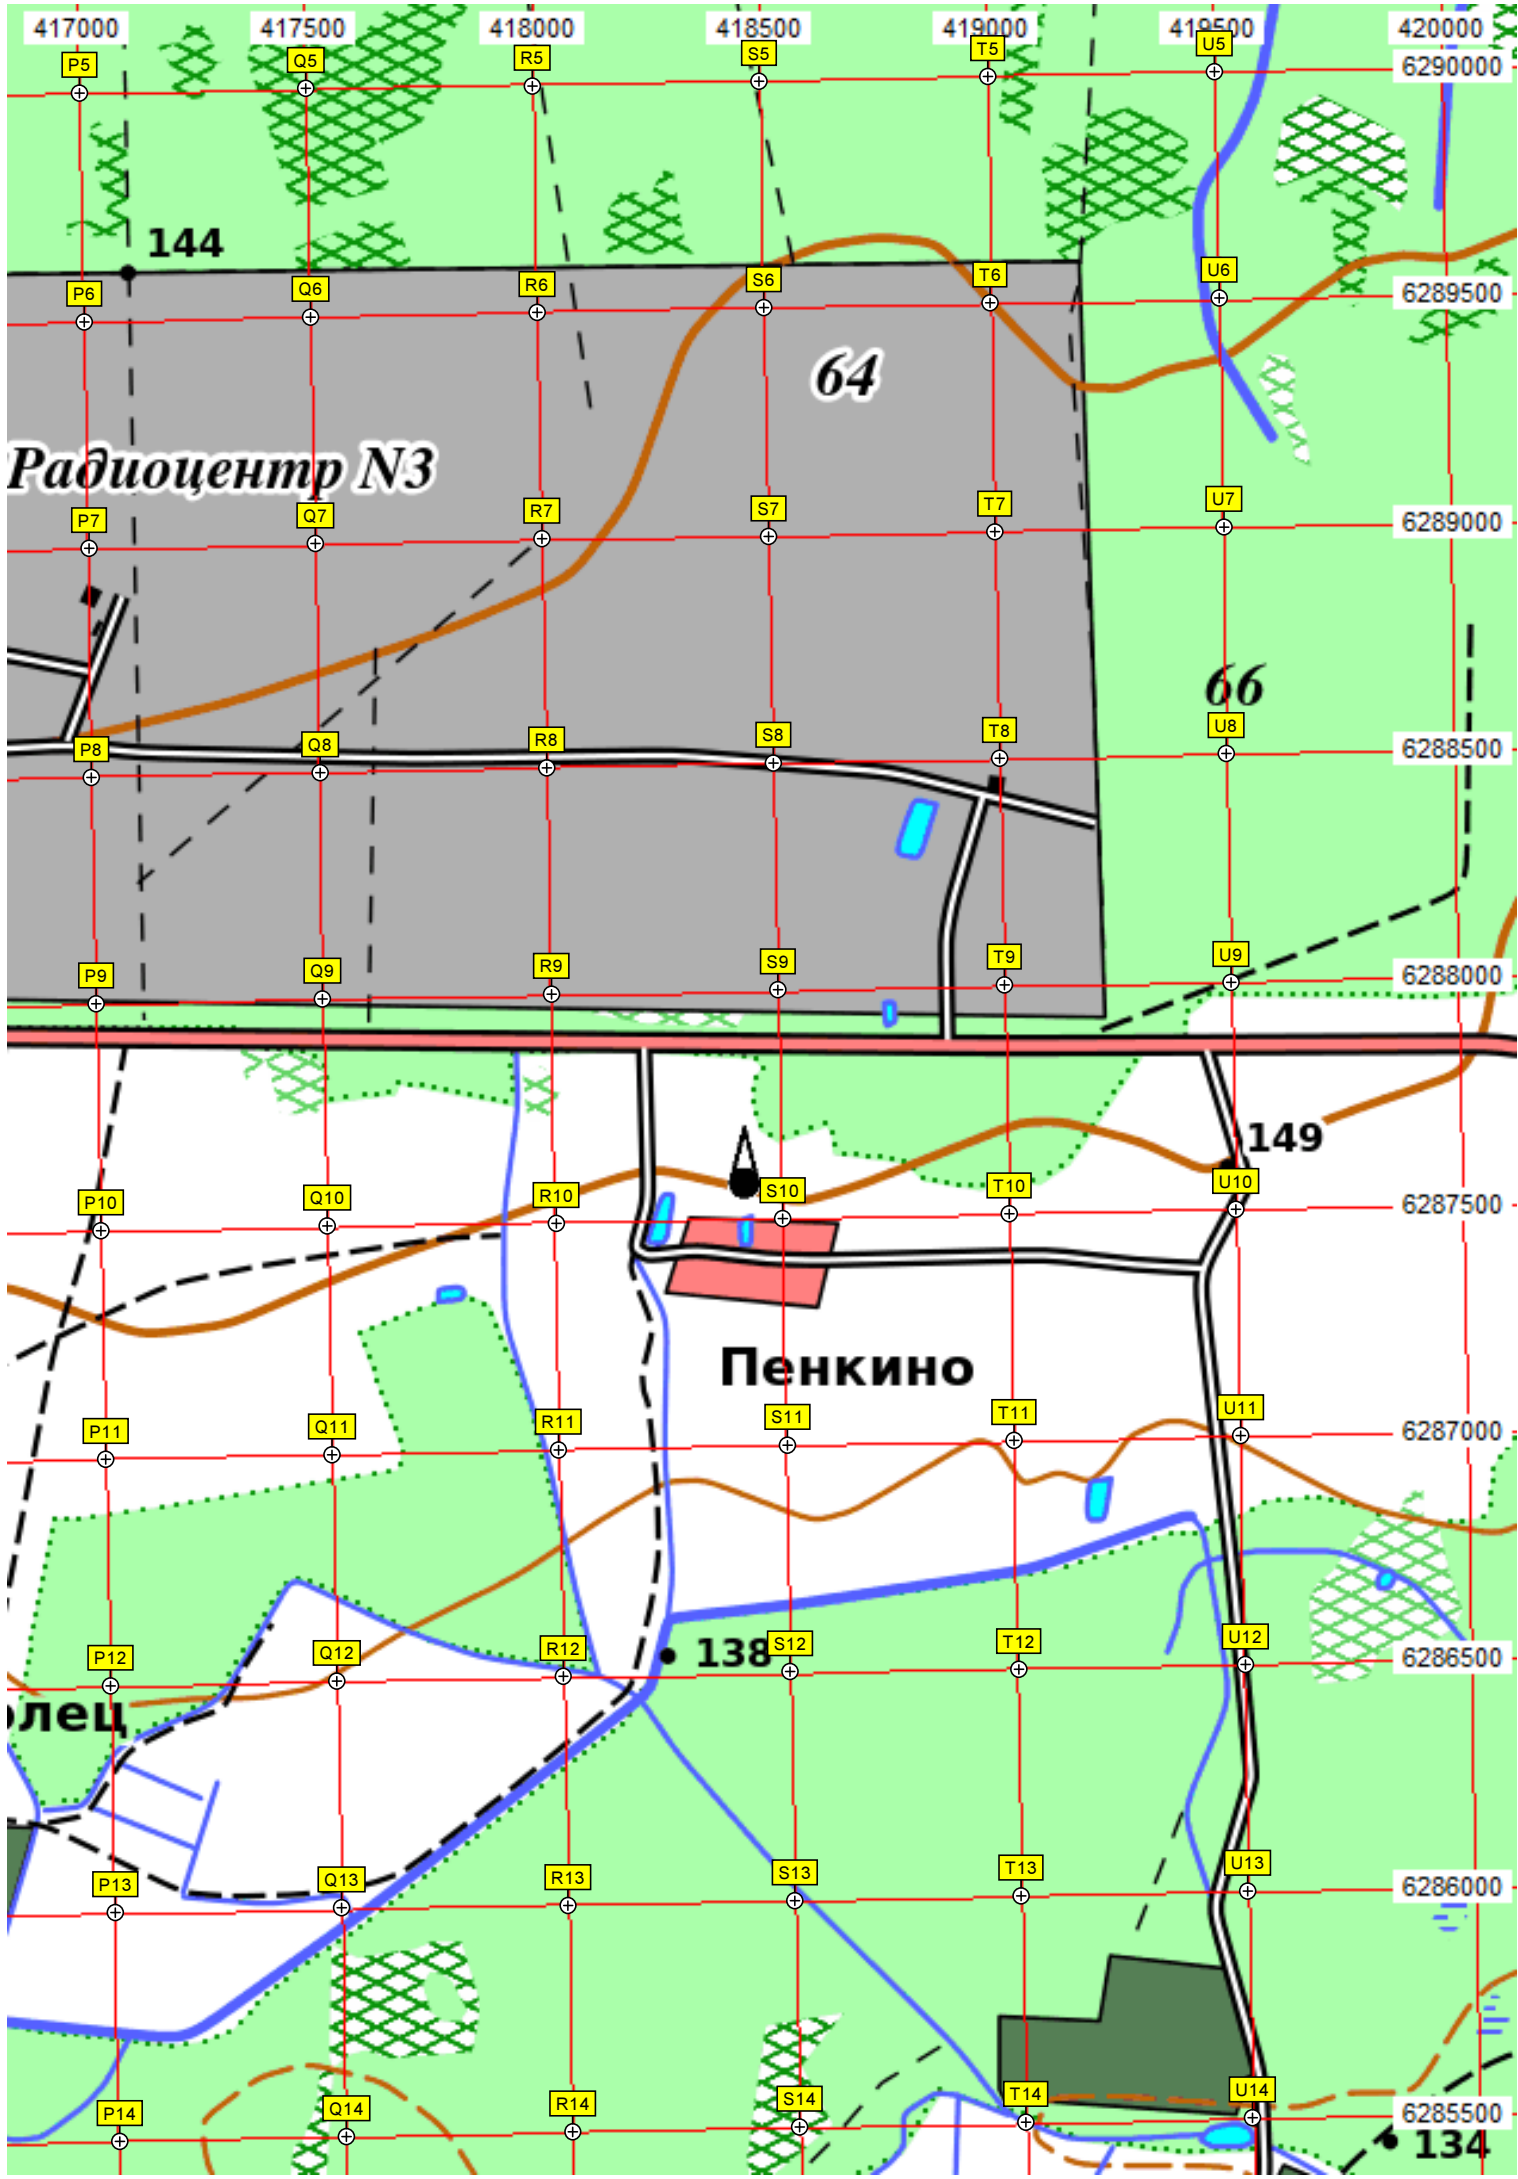 417000 417500 418000 418500 419000 419500 420000
P5 Q5 R5 S5 T5 U5 6290000
144
P6 Q6 R6 S6 T6 U6 6289500
64
Радиоцентр N3
P7 Q7 R7 S7 T7 U7 6289000
66
P8 Q8 R8 S8 T8 U8 6288500
P9 Q9 R9 S9 T9 U9 6288000
149
P10 Q10 R10 S10 T10 U10 6287500
Пенкино
P11 Q11 R11 S11 T11 U11 6287000
138
P12 Q12 R12 S12 T12 U12 6286500
олец
P13 Q13 R13 S13 T13 U13 6286000
P14 Q14 R14 S14 T14 U14 6285500
134